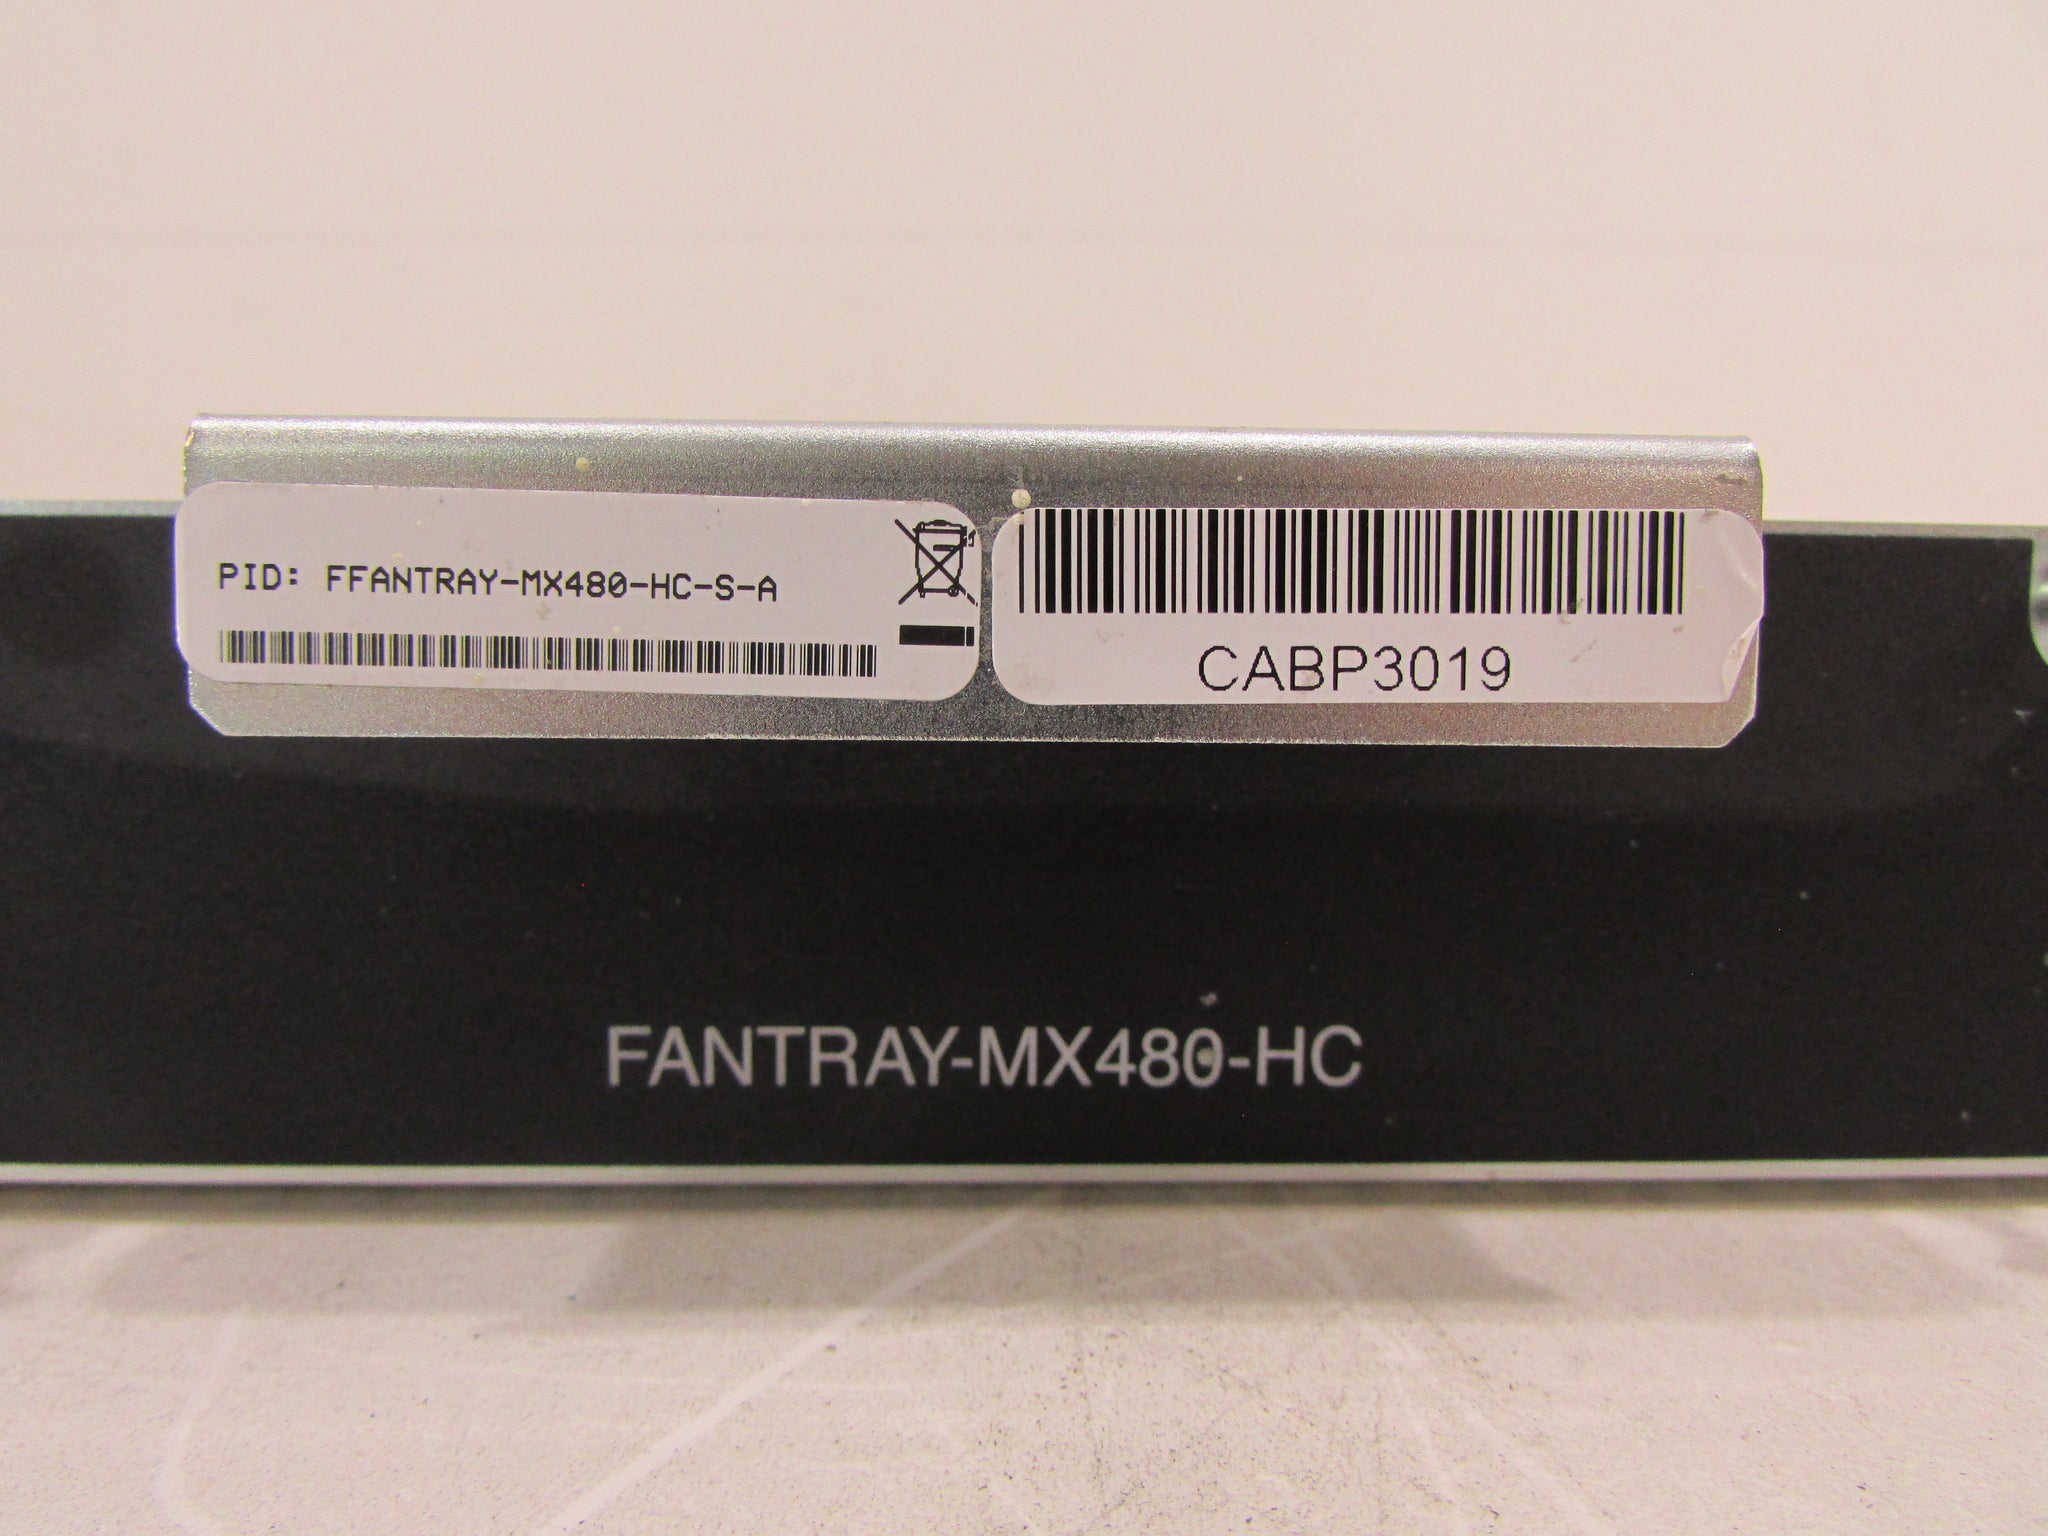 PID: FFANTRAY-MX480-HC-S-A
CABP3019
FANTRAY-MX480-HC